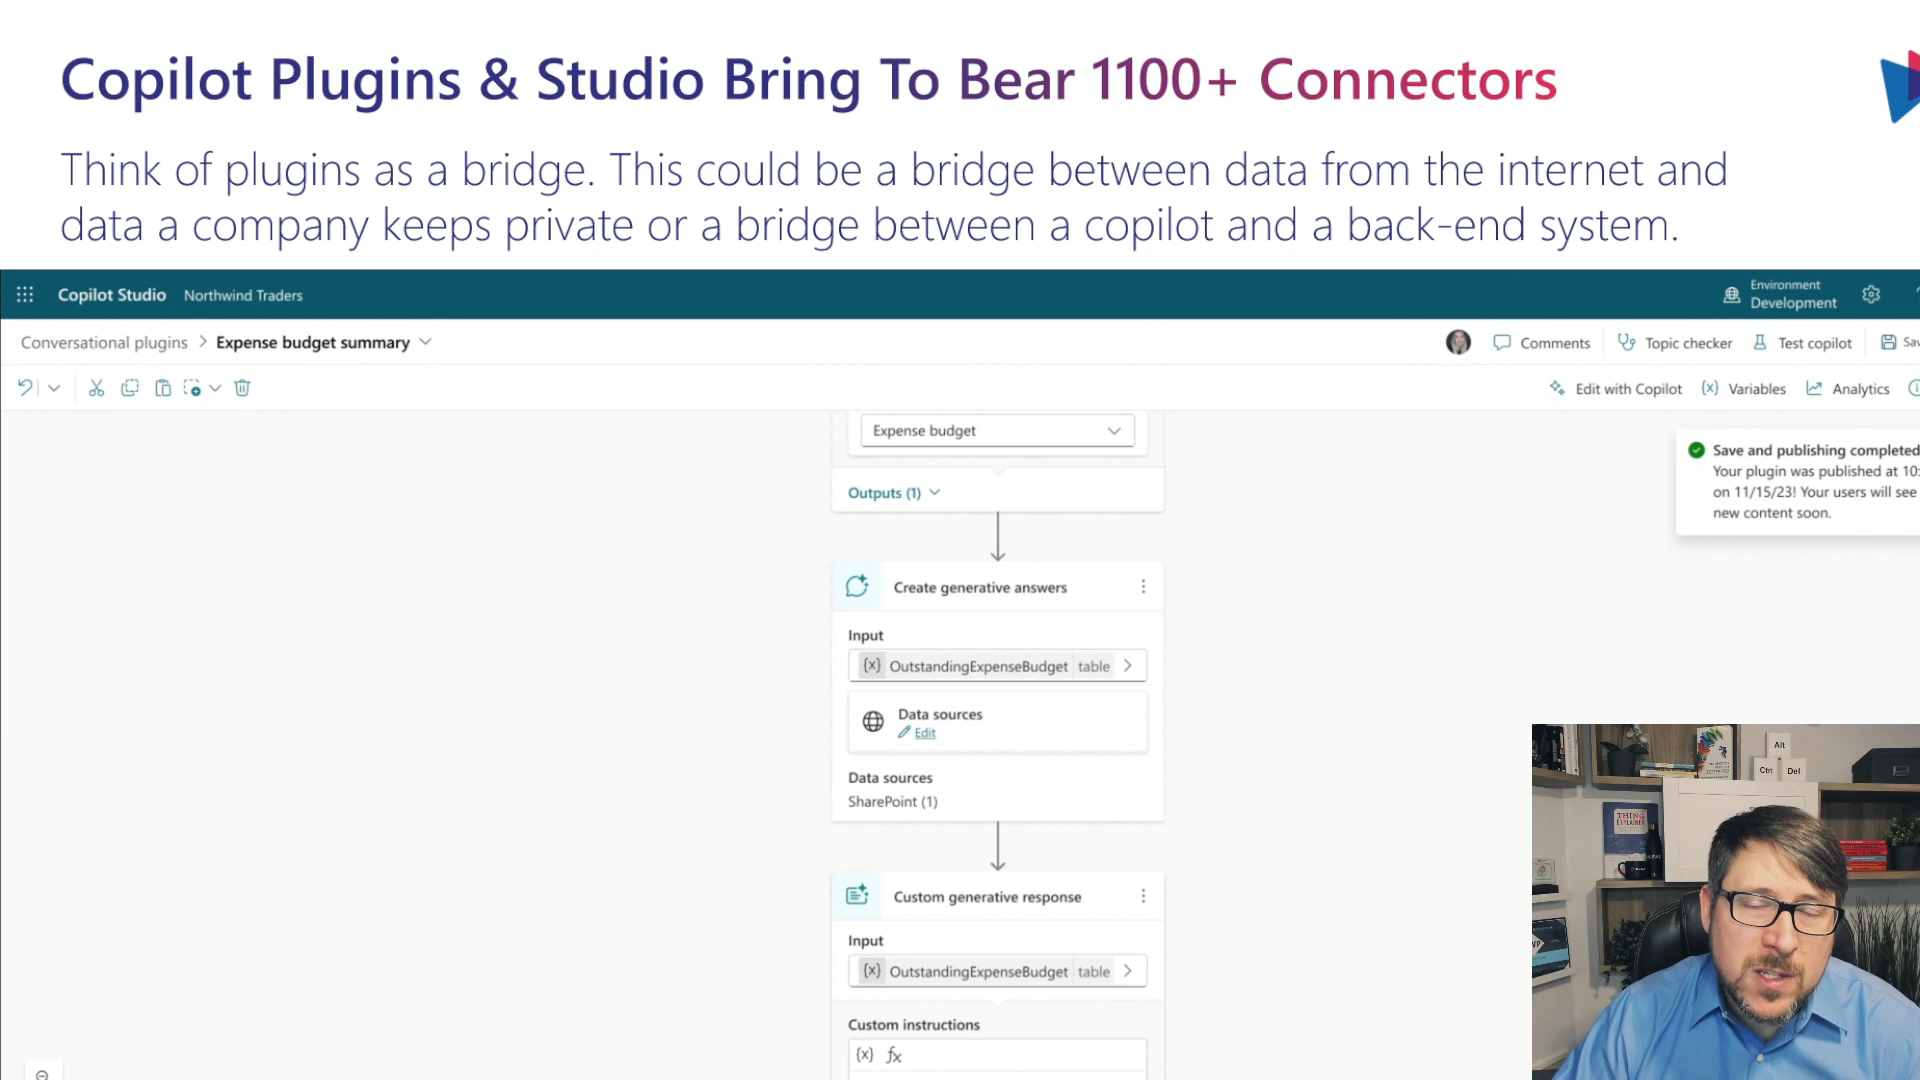 Copilot Plugins & Studio Bring To Bear 1100+ Connectors
Think of plugins as a bridge. This could be a bridge between data from the internet and
data a company keeps private or a bridge between a copilot and a back-end system.
Copilot Studio Northwind Traders
Environment
Development
Conversational plugins > Expense budget summary
Comments Topic checker Test copilot Sav
Edit with Copilot {x} Variables Analytics
Expense budget
Outputs (1)
Save and publishing completed
Your plugin was published at 10:
on 11/15/23! Your users will see
new content soon.
Create generative answers
Input
{x} OutstandingExpenseBudget table
Data sources
Edit
Data sources
SharePoint (1)
Custom generative response
Input
{x} OutstandingExpenseBudget table
Custom instructions
{x} fx
Alt
Ctrl Del
THING
EXPLAINER